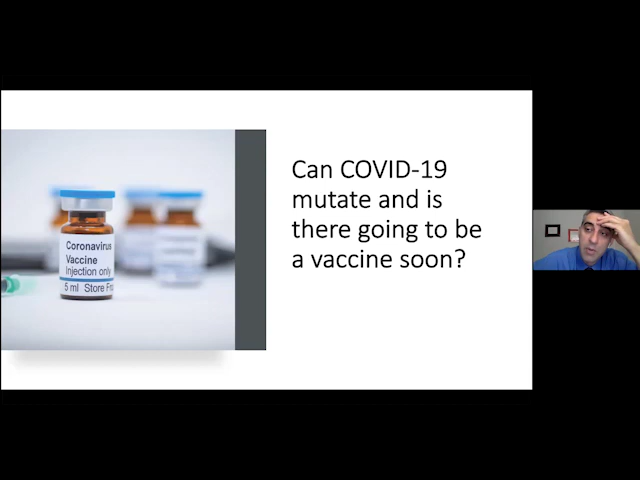 Can COVID-19
mutate and is
there going to be
a vaccine soon?
Coronavirus
Vaccine
Injection only
5 ml Store